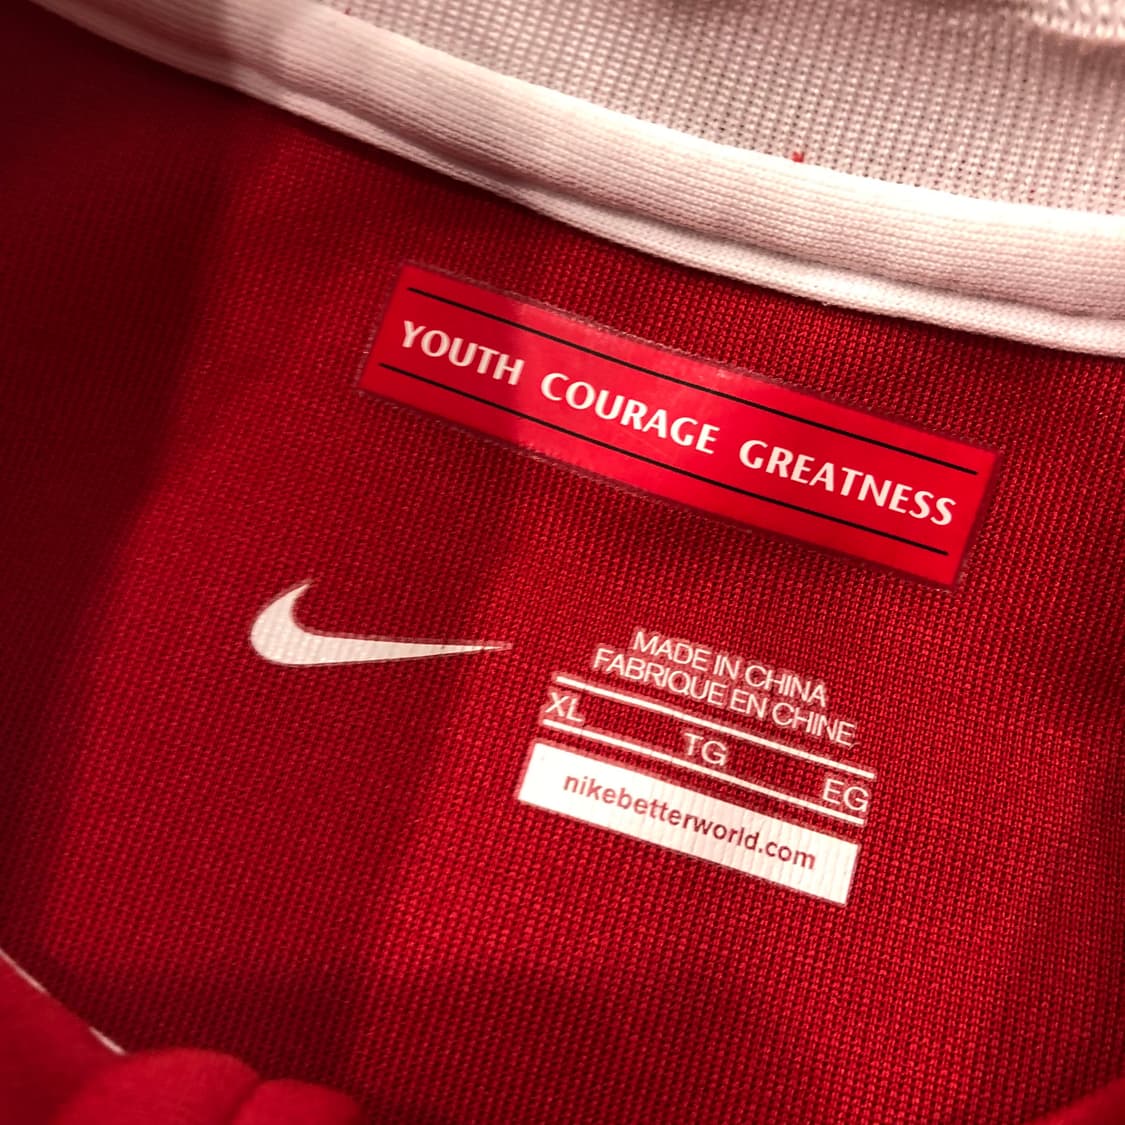 YOUTH COURAGE GREATNESS
MADE IN CHINA
FABRIQUE EN CHINE
XL TG EG
nikebetterworld.com